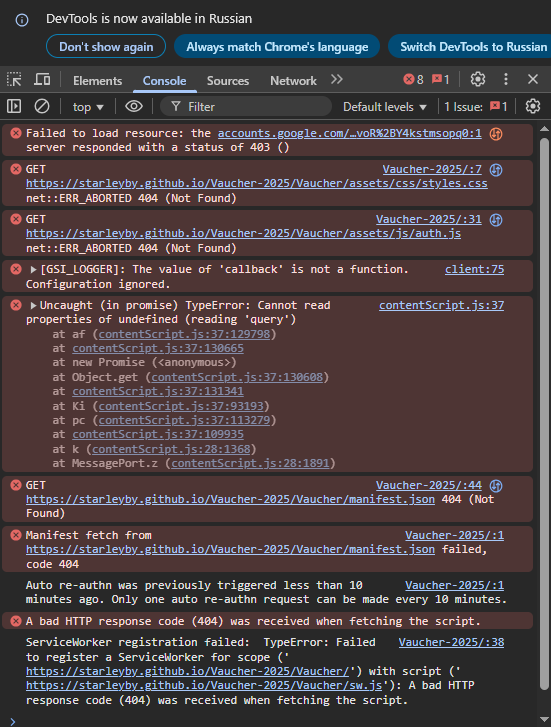 DevTools is now available in Russian
Don't show again
Always match Chrome's language
Switch DevTools to Russian
Elements
Console
Sources
Network
8
1
top
Filter
Default levels
1 Issue:
1
Failed to load resource: the accounts.google.com/…voR%2BY4kstmsopq0:1
server responded with a status of 403 ()
GET Vaucher-2025/:7
https://starleyby.github.io/Vaucher-2025/Vaucher/assets/css/styles.css
net::ERR_ABORTED 404 (Not Found)
GET Vaucher-2025/:31
https://starleyby.github.io/Vaucher-2025/Vaucher/assets/js/auth.js
net::ERR_ABORTED 404 (Not Found)
[GSI_LOGGER]: The value of 'callback' is not a function. client:75
Configuration ignored.
Uncaught (in promise) TypeError: Cannot read contentScript.js:37
properties of undefined (reading 'query')
at af (contentScript.js:37:129798)
at contentScript.js:37:130665
at new Promise (<anonymous>)
at Object.get (contentScript.js:37:130608)
at contentScript.js:37:131341
at Ki (contentScript.js:37:93193)
at pc (contentScript.js:37:113279)
at contentScript.js:37:109935
at k (contentScript.js:28:1368)
at MessagePort.z (contentScript.js:28:1891)
GET Vaucher-2025/:44
https://starleyby.github.io/Vaucher-2025/Vaucher/manifest.json 404 (Not
Found)
Manifest fetch from Vaucher-2025/:1
https://starleyby.github.io/Vaucher-2025/Vaucher/manifest.json failed,
code 404
Auto re-authn was previously triggered less than 10 Vaucher-2025/:1
minutes ago. Only one auto re-authn request can be made every 10 minutes.
A bad HTTP response code (404) was received when fetching the script.
ServiceWorker registration failed: TypeError: Failed Vaucher-2025/:38
to register a ServiceWorker for scope ('
https://starleyby.github.io/Vaucher-2025/Vaucher/') with script ('
https://starleyby.github.io/Vaucher-2025/Vaucher/sw.js'): A bad HTTP
response code (404) was received when fetching the script.